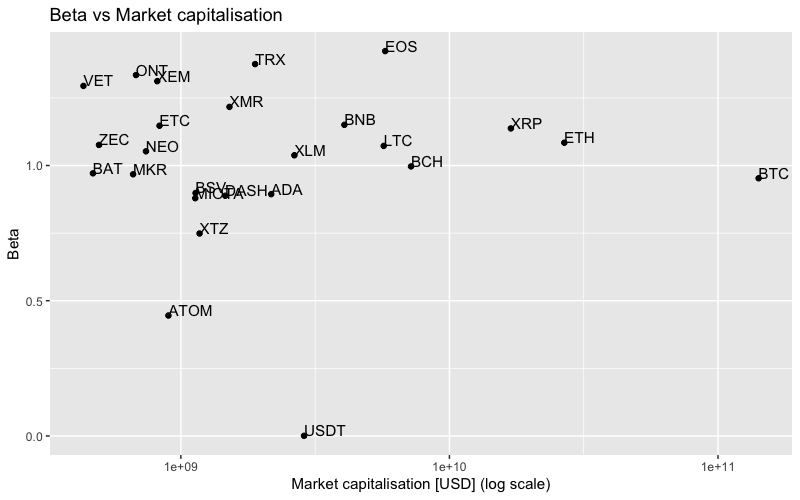 Beta vs Market capitalisation
EOS
TRX
ONT
XEM
VET
XMR
ETC
BNB
XRP
ZEC
LTC
ETH
NEO
XLM
BCH
1.0
BAT
MKR
BTC
BSV
DASH
ADA
MIOTA
XTZ
Beta
0.5
ATOM
USDT
0.0
1e+09
1e+10
1e+11
Market capitalisation [USD] (log scale)